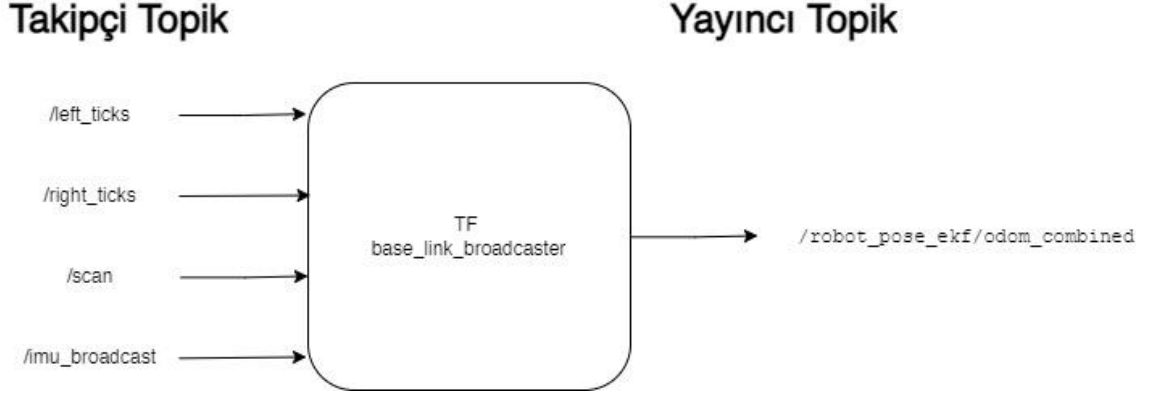 Takipçi Topik
Yayıncı Topik
/left_ticks
/right_ticks
/scan
/imu_broadcast
TF
base_link_broadcaster
/robot_pose_ekf/odom_combined